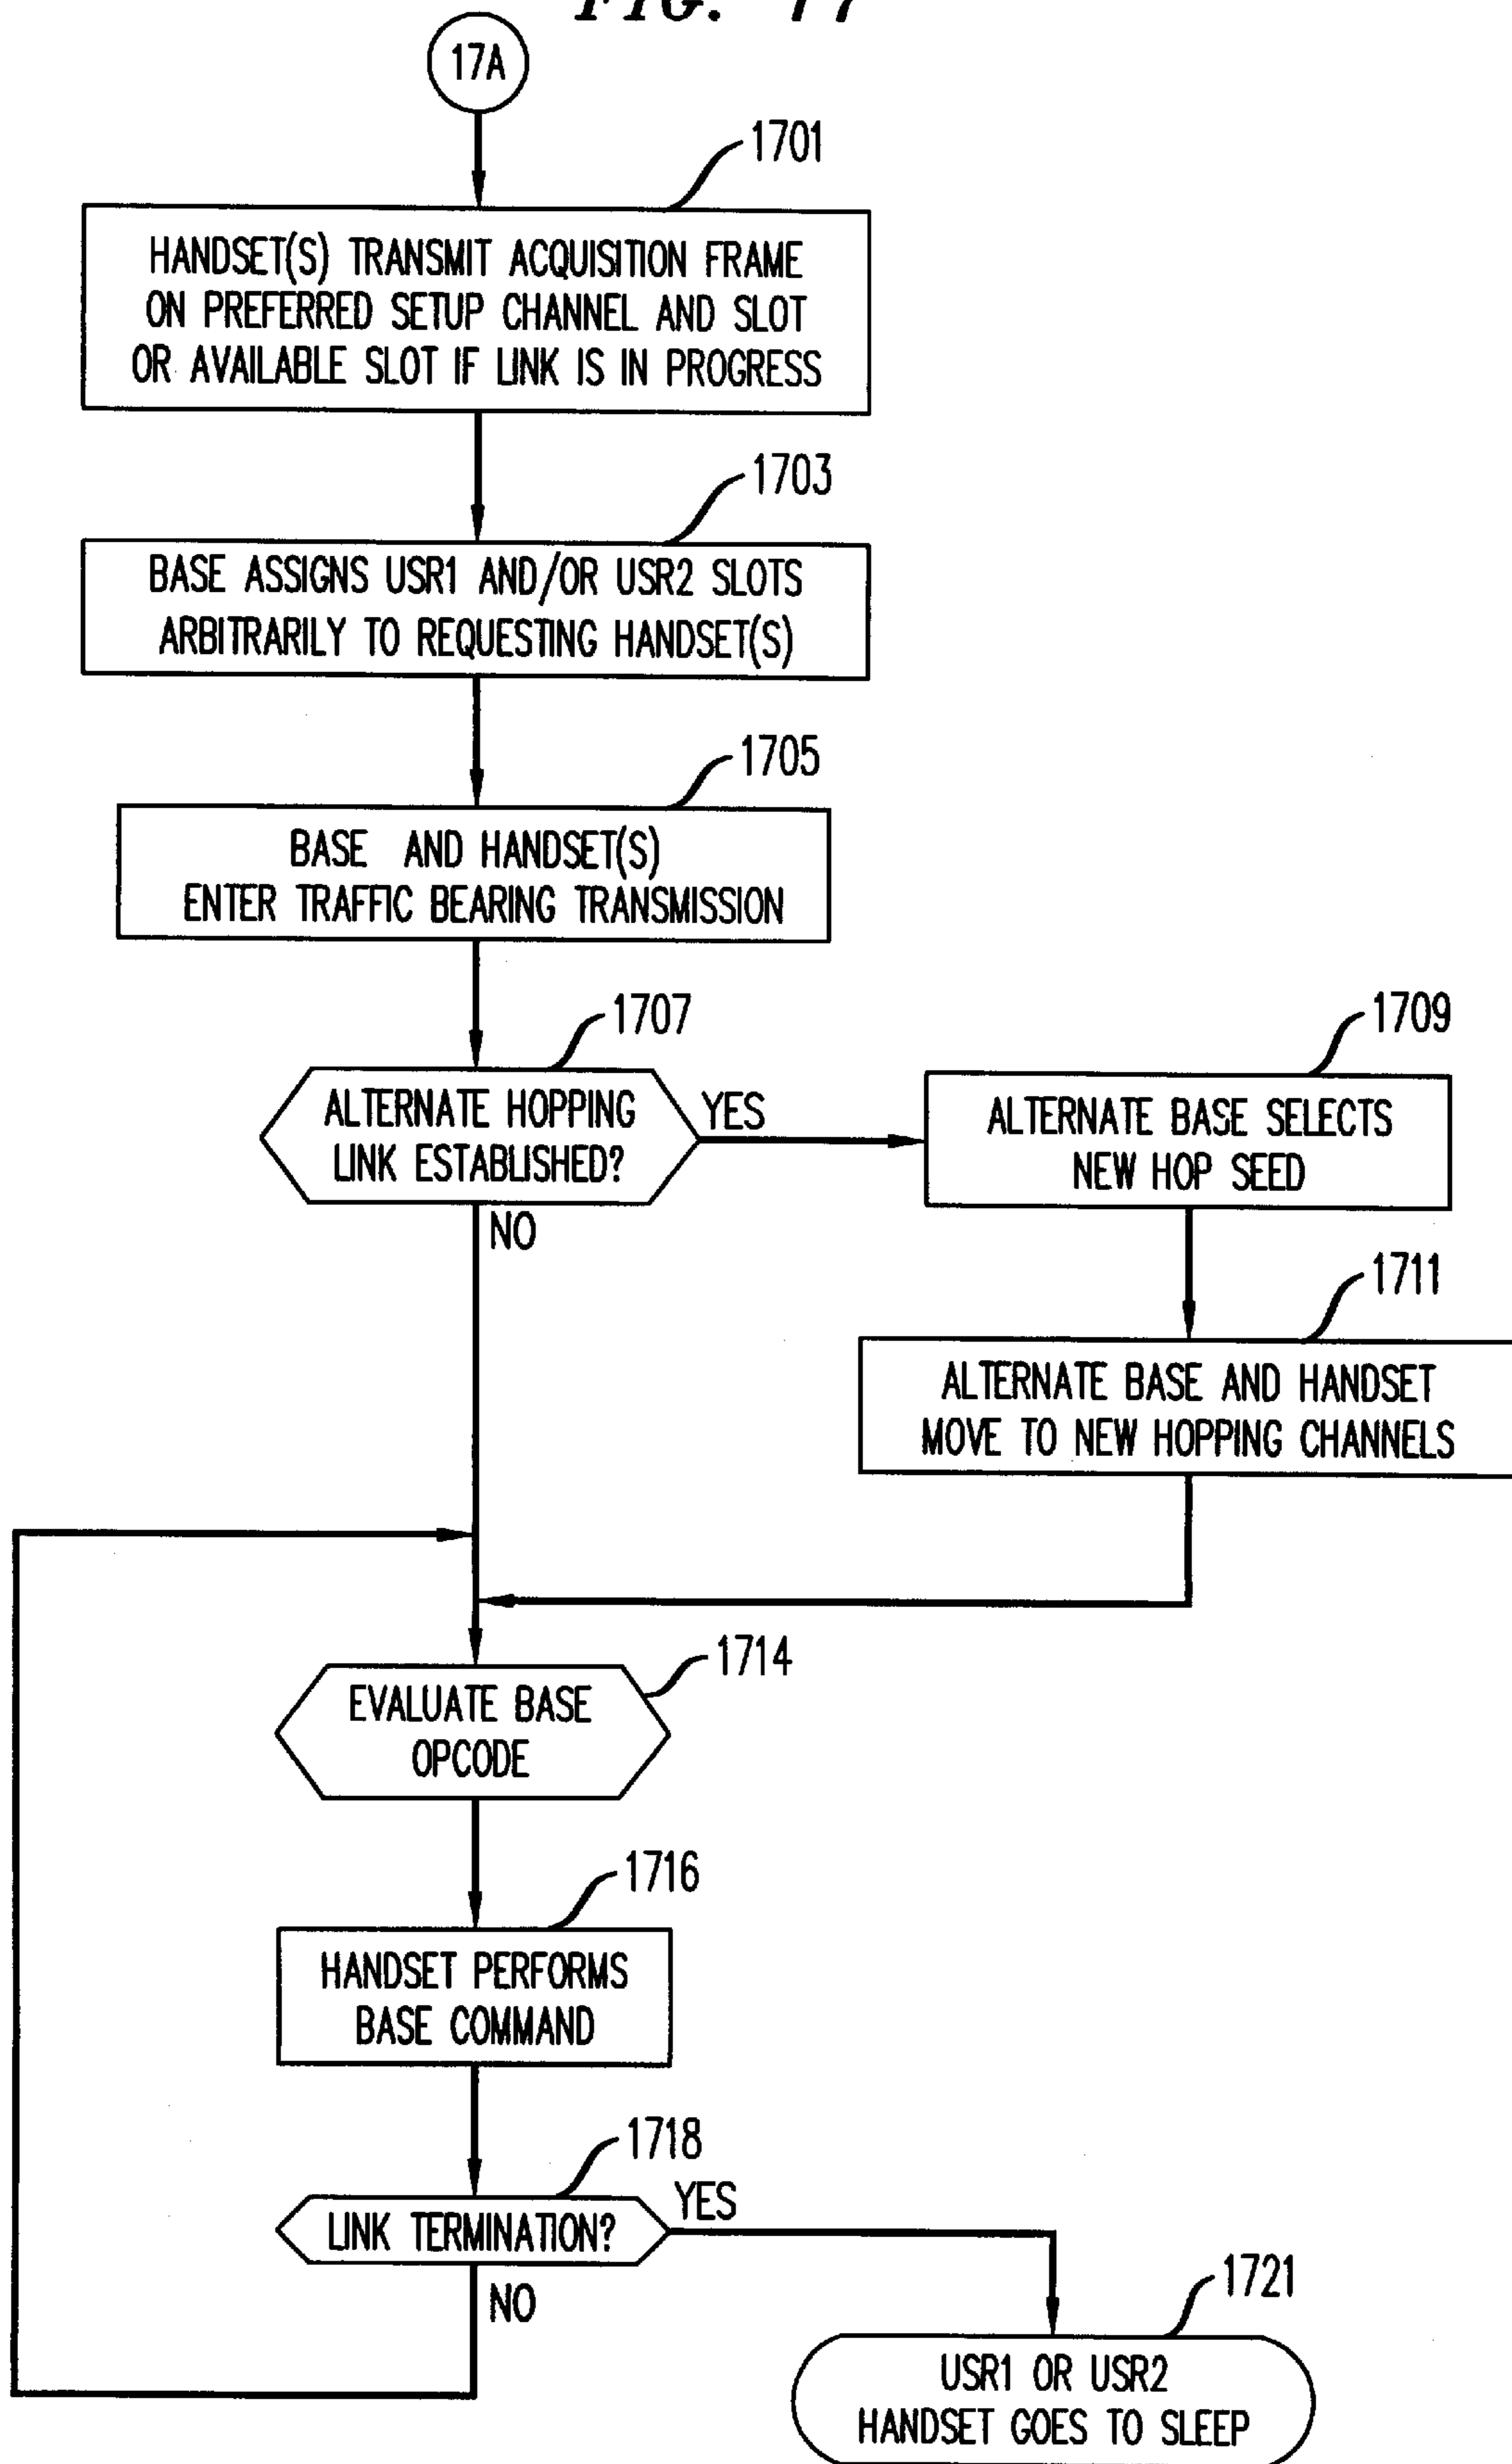 FIG. 17
17A
1701
HANDSET(S) TRANSMIT ACQUISITION FRAME
ON PREFERRED SETUP CHANNEL AND SLOT
OR AVAILABLE SLOT IF LINK IS IN PROGRESS
1703
BASE ASSIGNS USR1 AND/OR USR2 SLOTS
ARBITRARILY TO REQUESTING HANDSET(S)
1705
BASE AND HANDSET(S)
ENTER TRAFFIC BEARING TRANSMISSION
1707
ALTERNATE HOPPING
LINK ESTABLISHED?
YES
NO
1709
ALTERNATE BASE SELECTS
NEW HOP SEED
1711
ALTERNATE BASE AND HANDSET
MOVE TO NEW HOPPING CHANNELS
1714
EVALUATE BASE
OPCODE
1716
HANDSET PERFORMS
BASE COMMAND
1718
LINK TERMINATION?
YES
NO
1721
USR1 OR USR2
HANDSET GOES TO SLEEP